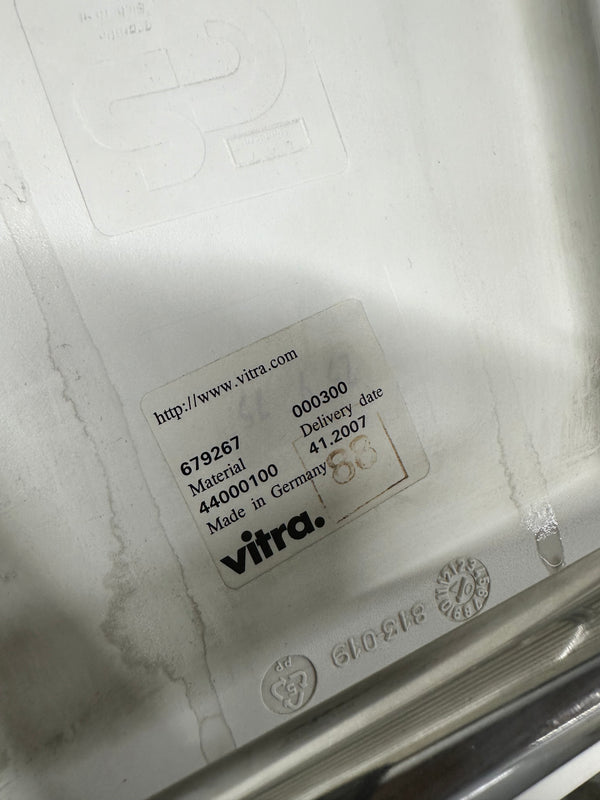 http://www.vitra.com
679267 000300
Material Delivery date
44000100 41.2007
Made in Germany
88
vitra.
813 019
PP